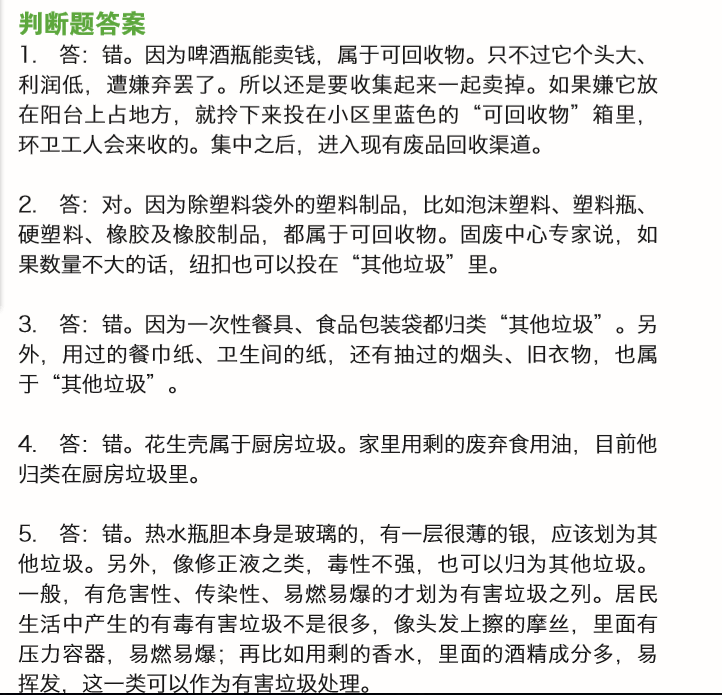 判断题答案
1. 答：错。因为啤酒瓶能卖钱，属于可回收物。只不过它个头大、
利润低，遭嫌弃罢了。所以还是要收集起来一起卖掉。如果嫌它放
在阳台上占地方，就拎下来投在小区里蓝色的“可回收物”箱里，
环卫工人会来收的。集中之后，进入现有废品回收渠道。
2. 答：对。因为除塑料袋外的塑料制品，比如泡沫塑料、塑料瓶、
硬塑料、橡胶及橡胶制品，都属于可回收物。固废中心专家说，如
果数量不大的话，纽扣也可以投在“其他垃圾”里。
3. 答：错。因为一次性餐具、食品包装袋都归类“其他垃圾”。另
外，用过的餐巾纸、卫生间的纸，还有抽过的烟头、旧衣物，也属
于“其他垃圾”。
4. 答：错。花生壳属于厨房垃圾。家里用剩的废弃食用油，目前他
归类在厨房垃圾里。
5. 答：错。热水瓶胆本身是玻璃的，有一层很薄的银，应该划为其
他垃圾。另外，像修正液之类，毒性不强，也可以归为其他垃圾。
一般，有危害性、传染性、易燃易爆的才划为有害垃圾之列。居民
生活中产生的有毒有害垃圾不是很多，像头发上擦的摩丝，里面有
压力容器，易燃易爆；再比如用剩的香水，里面的酒精成分多，易
挥发，这一类可以作为有害垃圾处理。